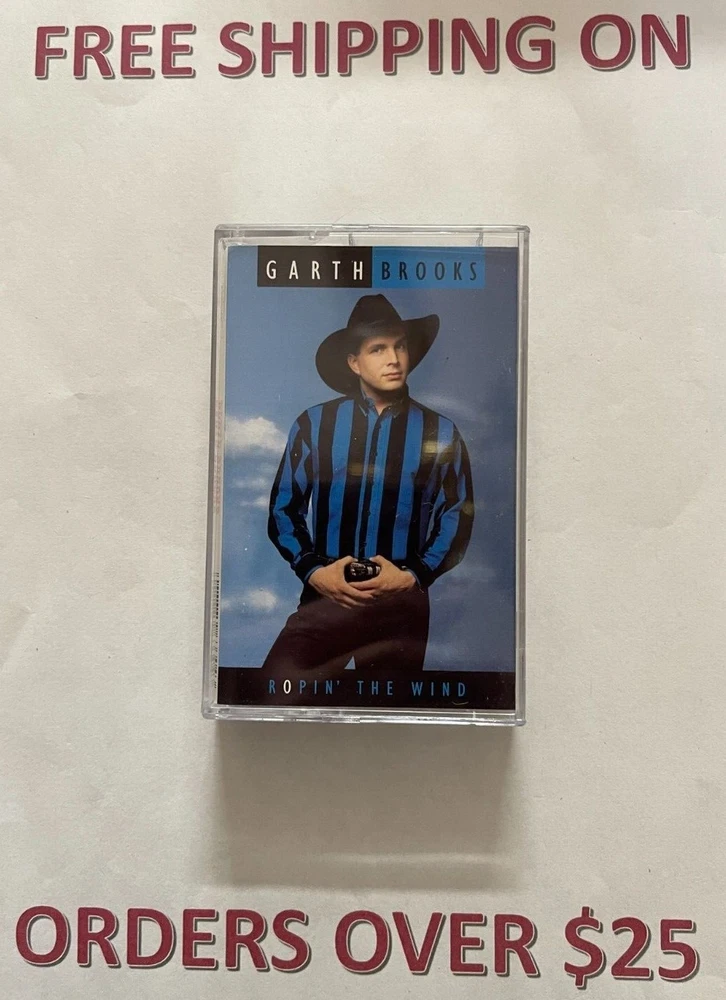 FREE SHIPPING ON
GARTH BROOKS
ROPIN' THE WIND
ORDERS OVER $25